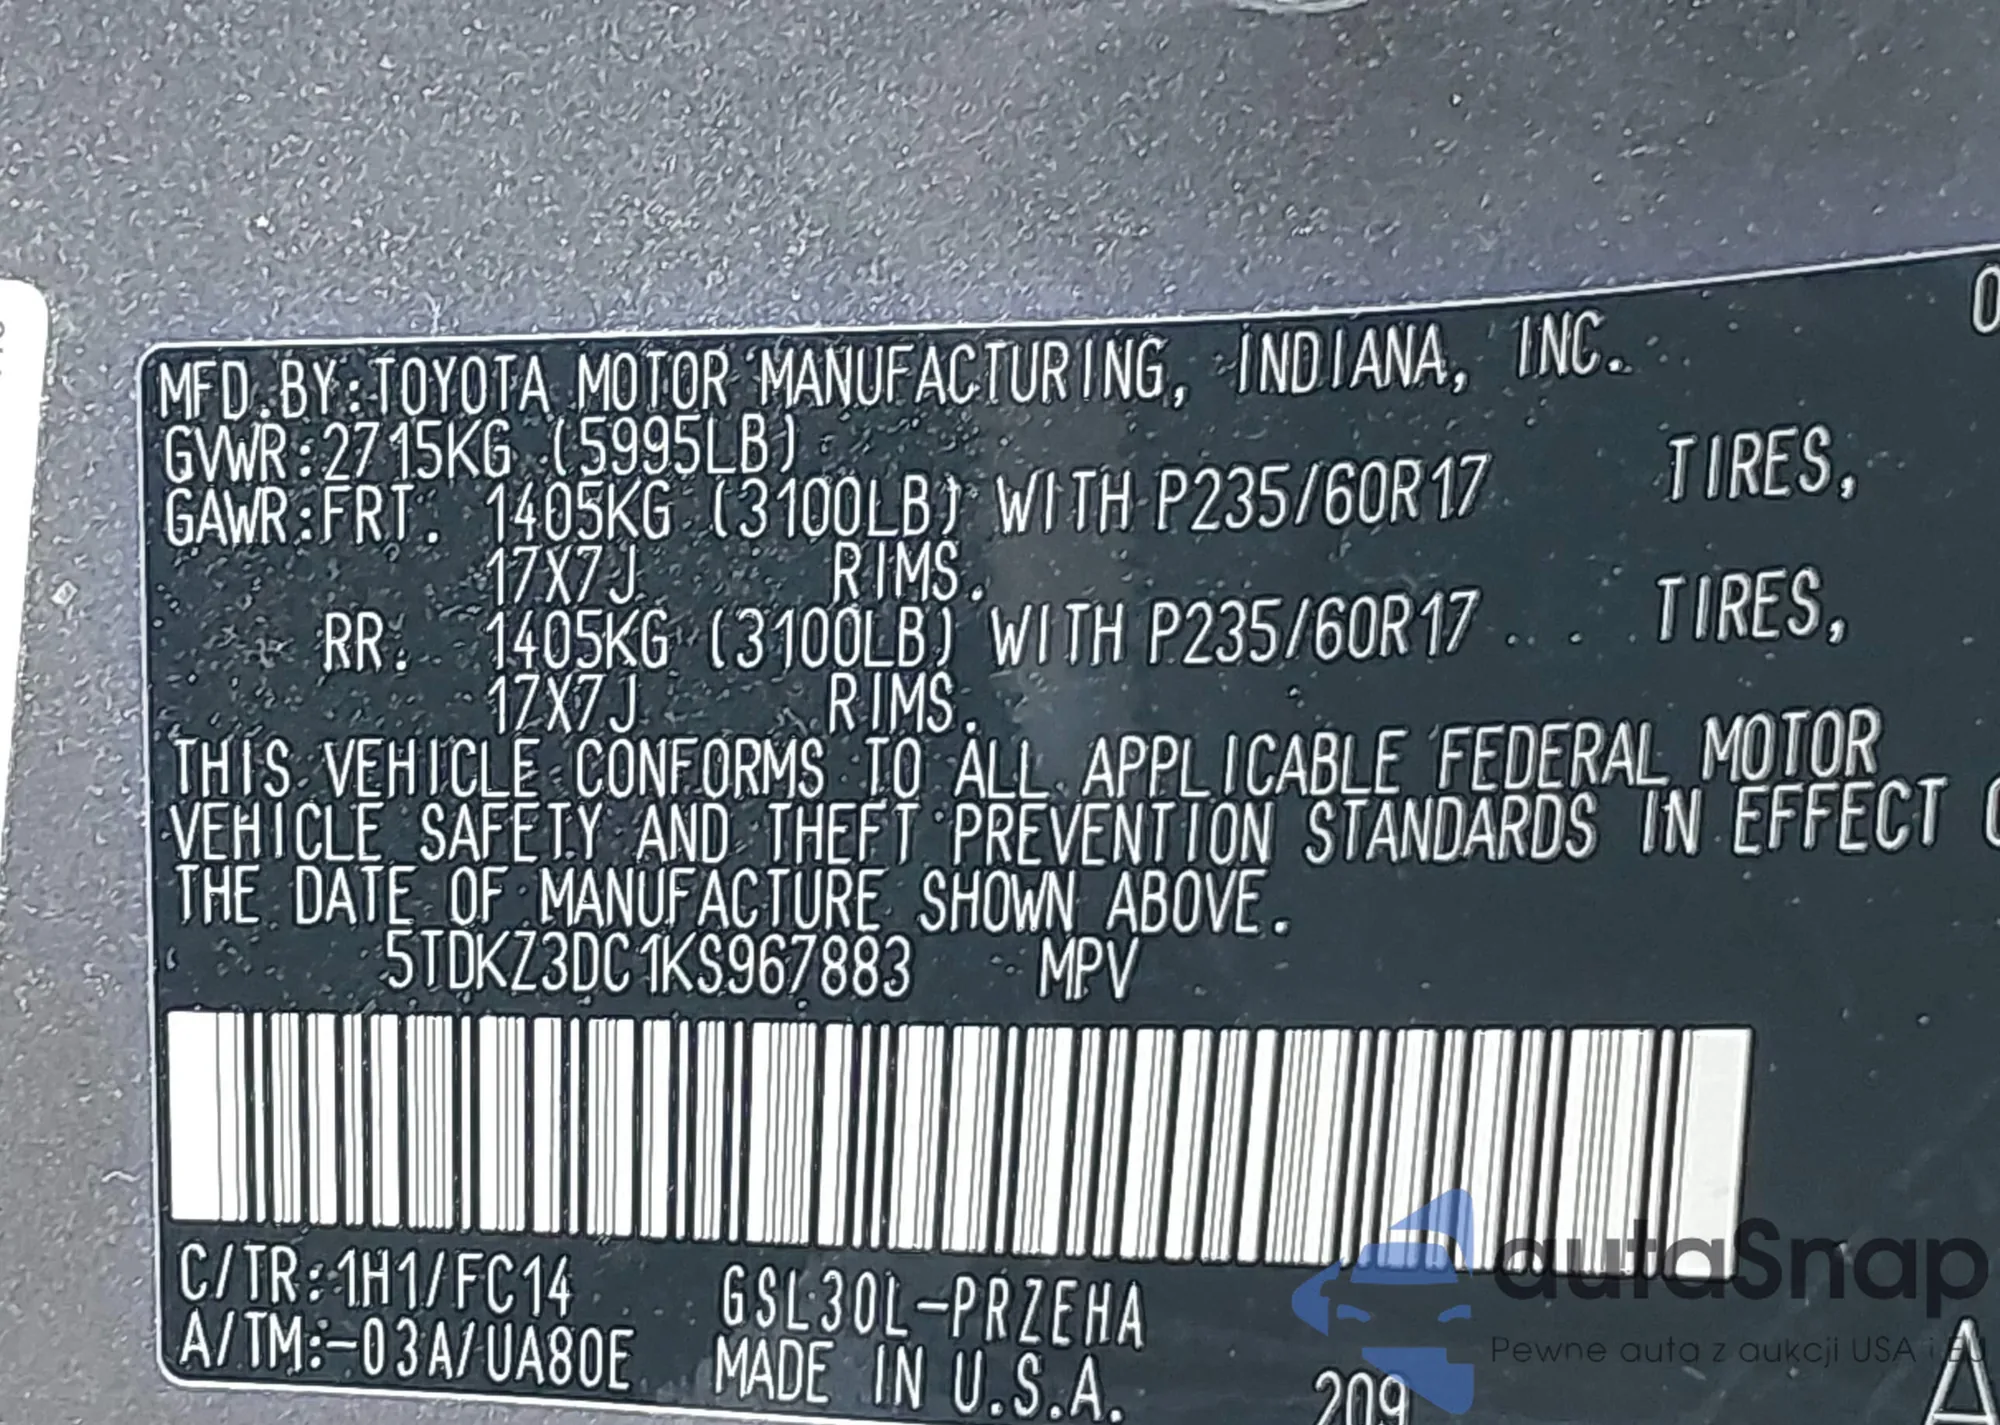 0
MFD.BY:TOYOTA MOTOR MANUFACTURING, INDIANA, INC.
GVWR:2715KG (5995LB)
GAWR:FRT. 1405KG (3100LB) WITH P235/60R17 TIRES,
17X7J RIMS.
RR. 1405KG (3100LB) WITH P235/60R17 TIRES,
17X7J RIMS.
THIS VEHICLE CONFORMS TO ALL APPLICABLE FEDERAL MOTOR
VEHICLE SAFETY AND THEFT PREVENTION STANDARDS IN EFFECT
THE DATE OF MANUFACTURE SHOWN ABOVE.
5TDKZ3DC1KS967883 MPV
C/TR:1H1/FC14 GSL30L-PRZEHA
A/TM:-03A/UA80E MADE IN U.S.A.
209
A
autaSnap
Pewne auta z aukcji USA i EU